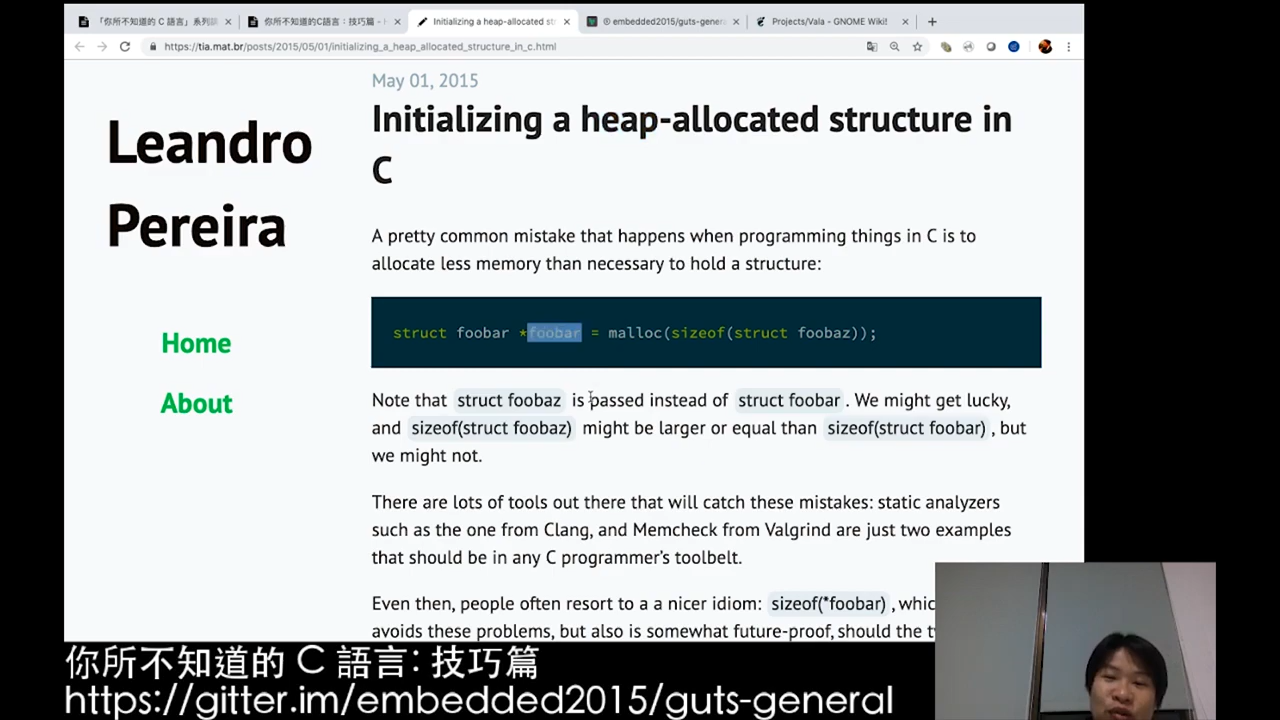 「你所不知道的 C 語言」系列講
你所不知道的C語言：技巧篇 - H
Initializing a heap-allocated str
embedded2015/guts-genera
Projects/Vala - GNOME Wiki!
https://tia.mat.br/posts/2015/05/01/initializing_a_heap_allocated_structure_in_c.html
Leandro
Pereira
Home
About
May 01, 2015
Initializing a heap-allocated structure in
C
A pretty common mistake that happens when programming things in C is to
allocate less memory than necessary to hold a structure:
struct foobar *foobar = malloc(sizeof(struct foobaz));
Note that struct foobaz is passed instead of struct foobar. We might get lucky,
and sizeof(struct foobaz) might be larger or equal than sizeof(struct foobar), but
we might not.
There are lots of tools out there that will catch these mistakes: static analyzers
such as the one from Clang, and Memcheck from Valgrind are just two examples
that should be in any C programmer's toolbelt.
Even then, people often resort to a a nicer idiom: sizeof(*foobar), whic
avoids these problems, but also is somewhat future-proof, should the t
你所不知道的 C 語言: 技巧篇
https://gitter.im/embedded2015/guts-general